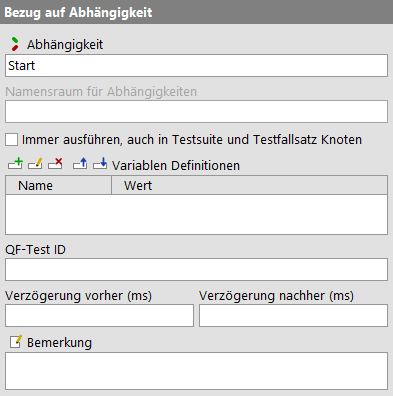 Bezug auf Abhängigkeit
Abhängigkeit
Start
Namensraum für Abhängigkeiten
Immer ausführen, auch in Testsuite und Testfallsatz Knoten
Variablen Definitionen
Name Wert
QF-Test ID
Verzögerung vorher (ms) Verzögerung nachher (ms)
Bemerkung